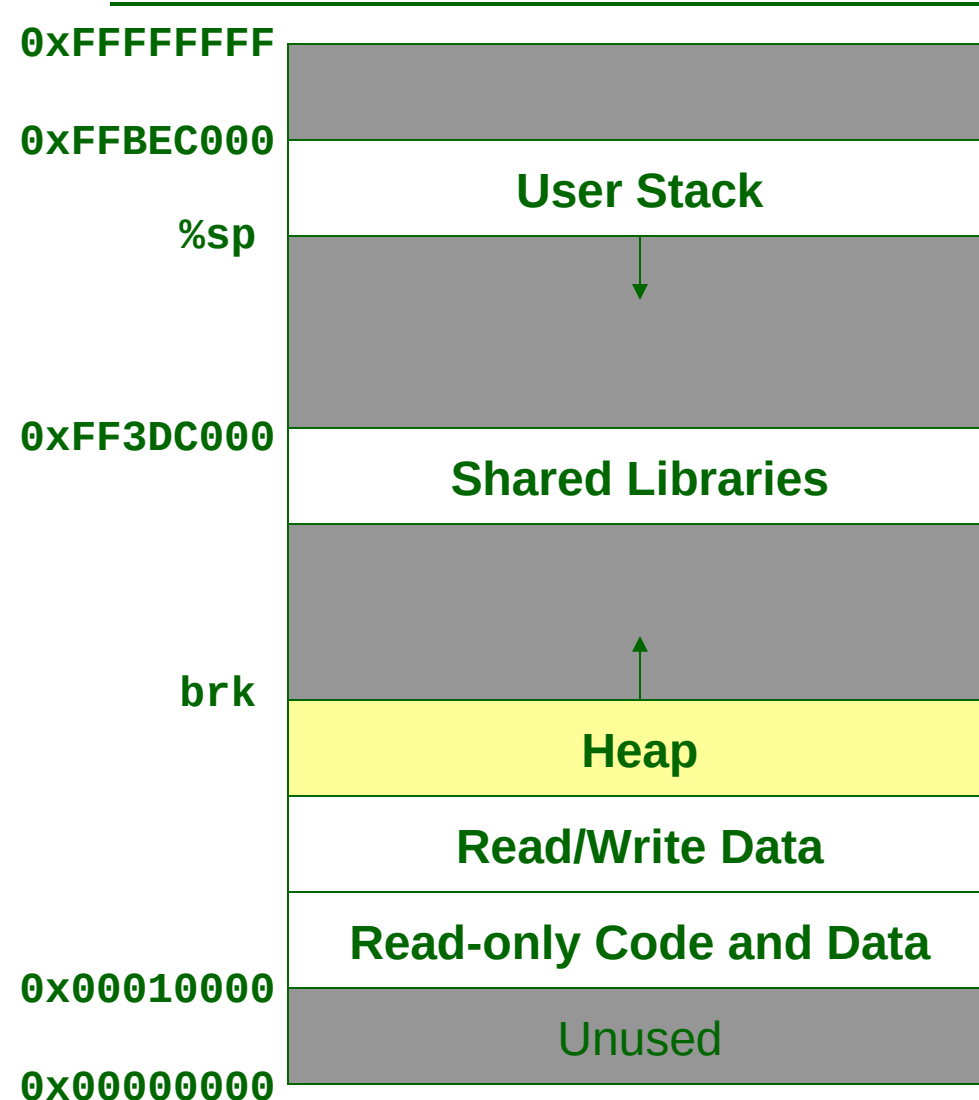 0xFFFFFFFF
0xFFBEC000
User Stack
%sp
0xFF3DC000
Shared Libraries
brk
Heap
Read/Write Data
Read-only Code and Data
0x00010000
Unused
0x00000000